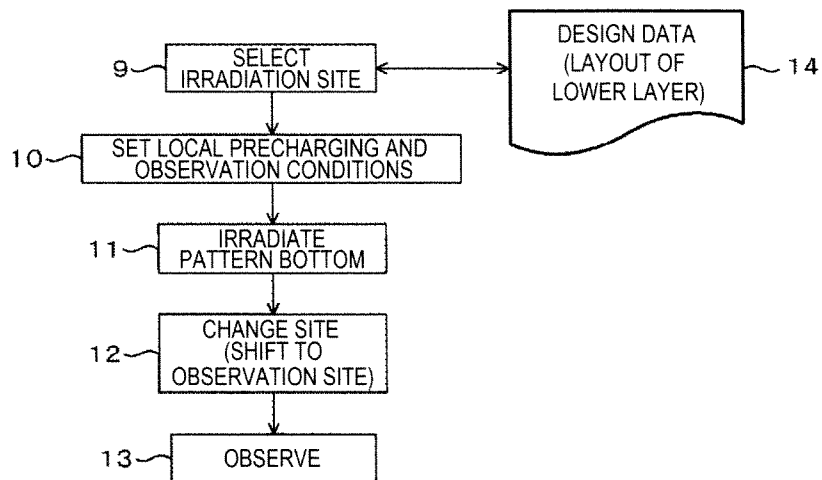 9
SELECT
IRRADIATION SITE
DESIGN DATA
(LAYOUT OF
LOWER LAYER)
14
10
SET LOCAL PRECHARGING AND
OBSERVATION CONDITIONS
11
IRRADIATE
PATTERN BOTTOM
12
CHANGE SITE
(SHIFT TO
OBSERVATION SITE)
13
OBSERVE